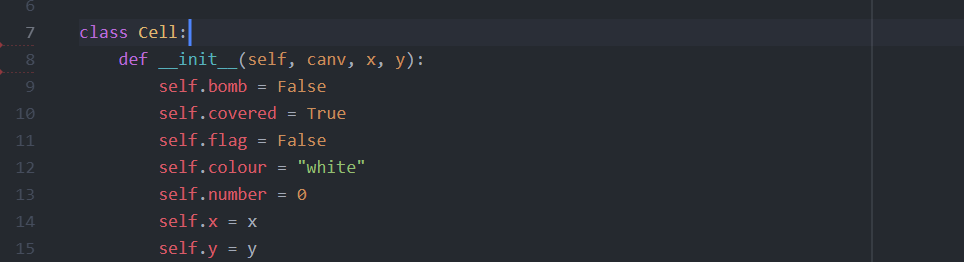 6
7 class Cell:
8 def __init__(self, canv, x, y):
9 self.bomb = False
10 self.covered = True
11 self.flag = False
12 self.colour = "white"
13 self.number = 0
14 self.x = x
15 self.y = y